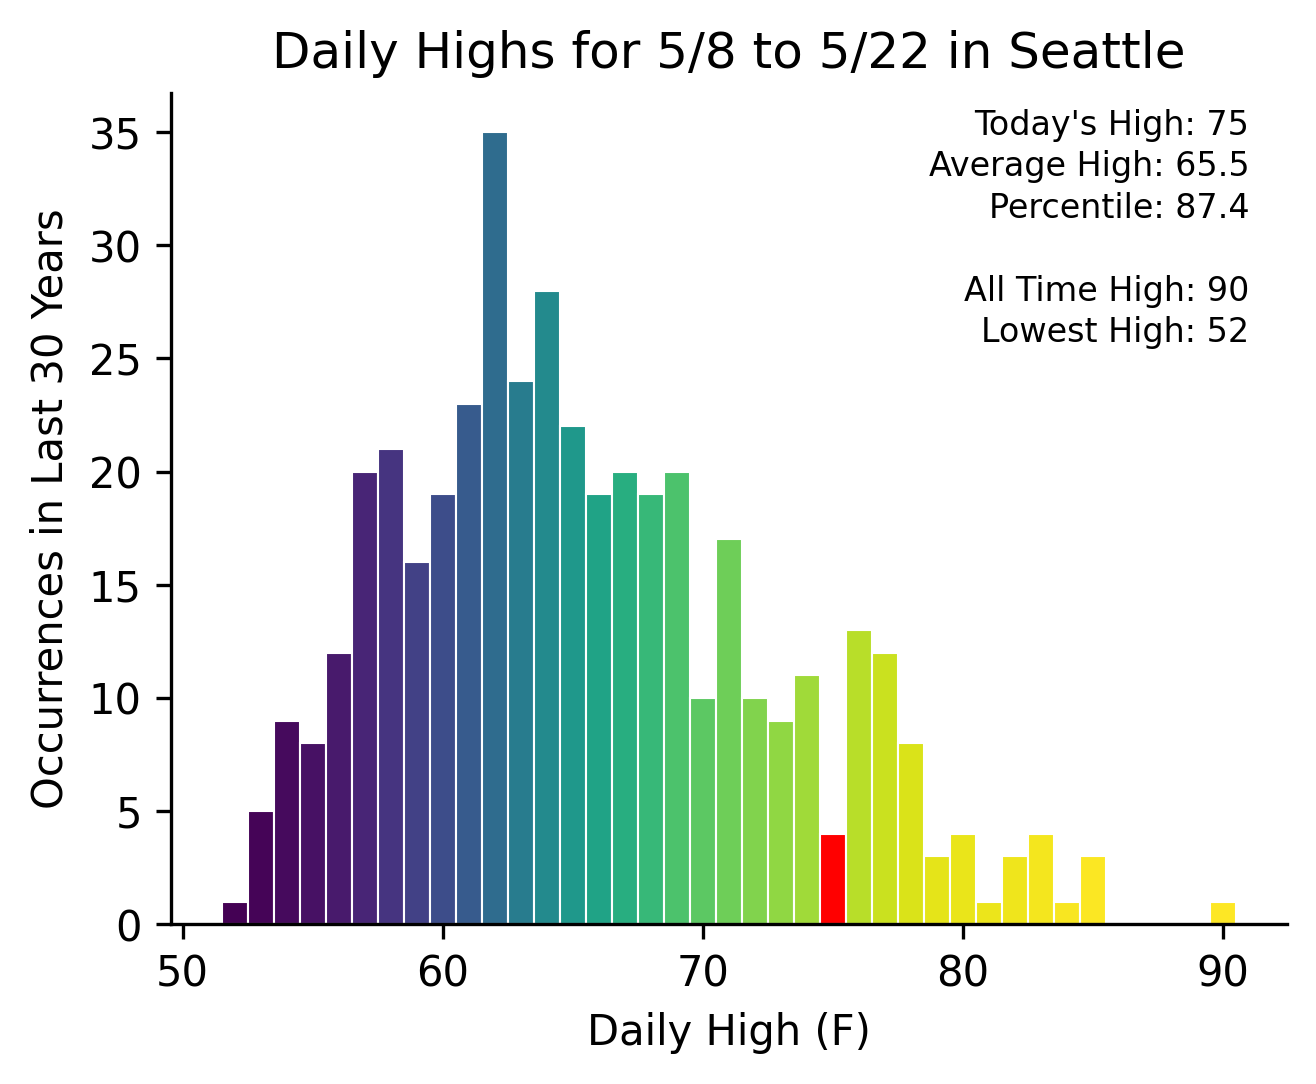 Daily Highs for 5/8 to 5/22 in Seattle
Today's High: 75
Average High: 65.5
Percentile: 87.4
All Time High: 90
Lowest High: 52
Occurrences in Last 30 Years
35
30
25
20
15
10
5
0
50 60 70 80 90
Daily High (F)